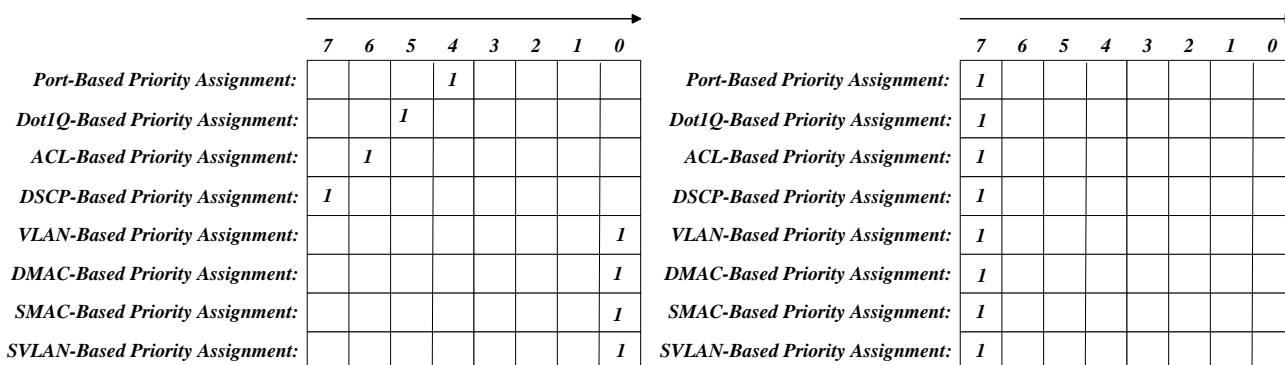 7 6 5 4 3 2 1 0
Port-Based Priority Assignment: 1
Dot1Q-Based Priority Assignment: 1
ACL-Based Priority Assignment: 1
DSCP-Based Priority Assignment: 1
VLAN-Based Priority Assignment: 1
DMAC-Based Priority Assignment: 1
SMAC-Based Priority Assignment: 1
SVLAN-Based Priority Assignment: 1
7 6 5 4 3 2 1 0
Port-Based Priority Assignment: 1
Dot1Q-Based Priority Assignment: 1
ACL-Based Priority Assignment: 1
DSCP-Based Priority Assignment: 1
VLAN-Based Priority Assignment: 1
DMAC-Based Priority Assignment: 1
SMAC-Based Priority Assignment: 1
SVLAN-Based Priority Assignment: 1